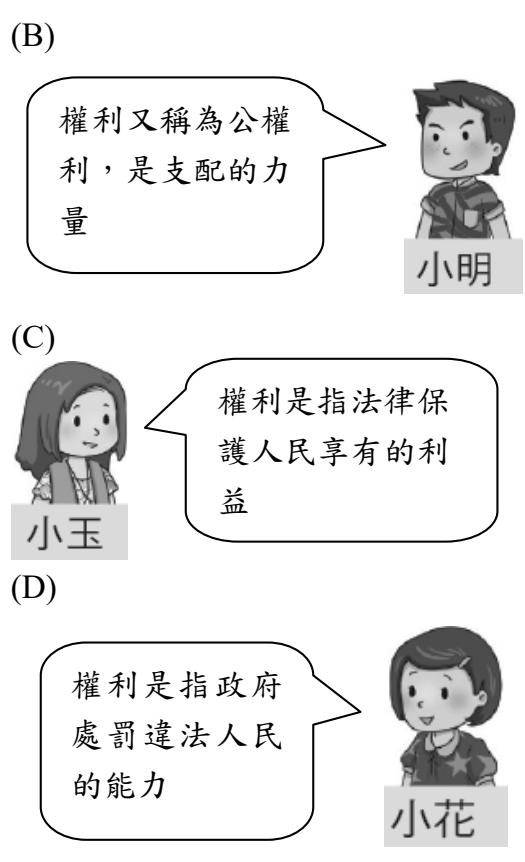 (B)
權利又稱為公權
利，是支配的力
量
小明
(C)
權利是指法律保
護人民享有的利
益
小玉
(D)
權利是指政府
處罰違法人民
的能力
小花